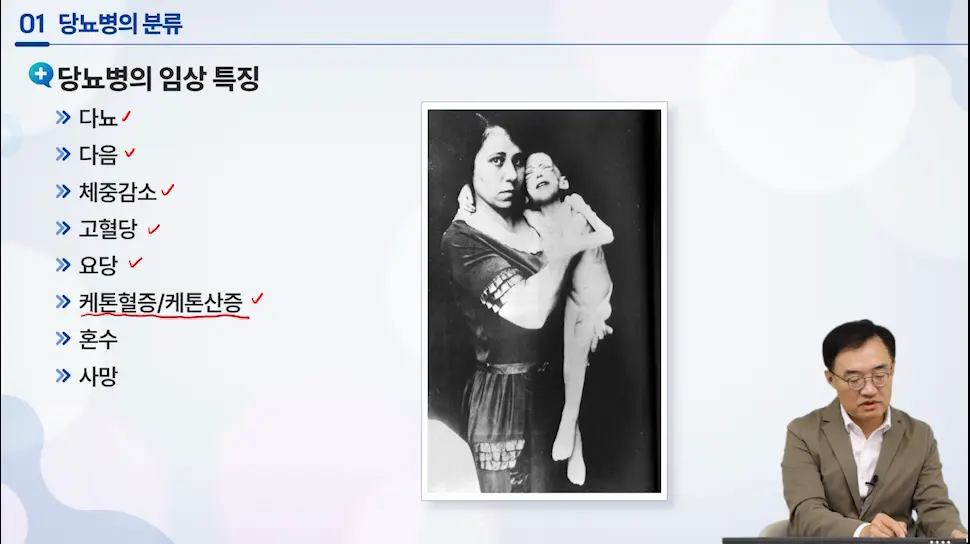 01 당뇨병의 분류
당뇨병의 임상 특징
다뇨
다음
체중감소
고혈당
요당
케톤혈증/케톤산증
혼수
사망